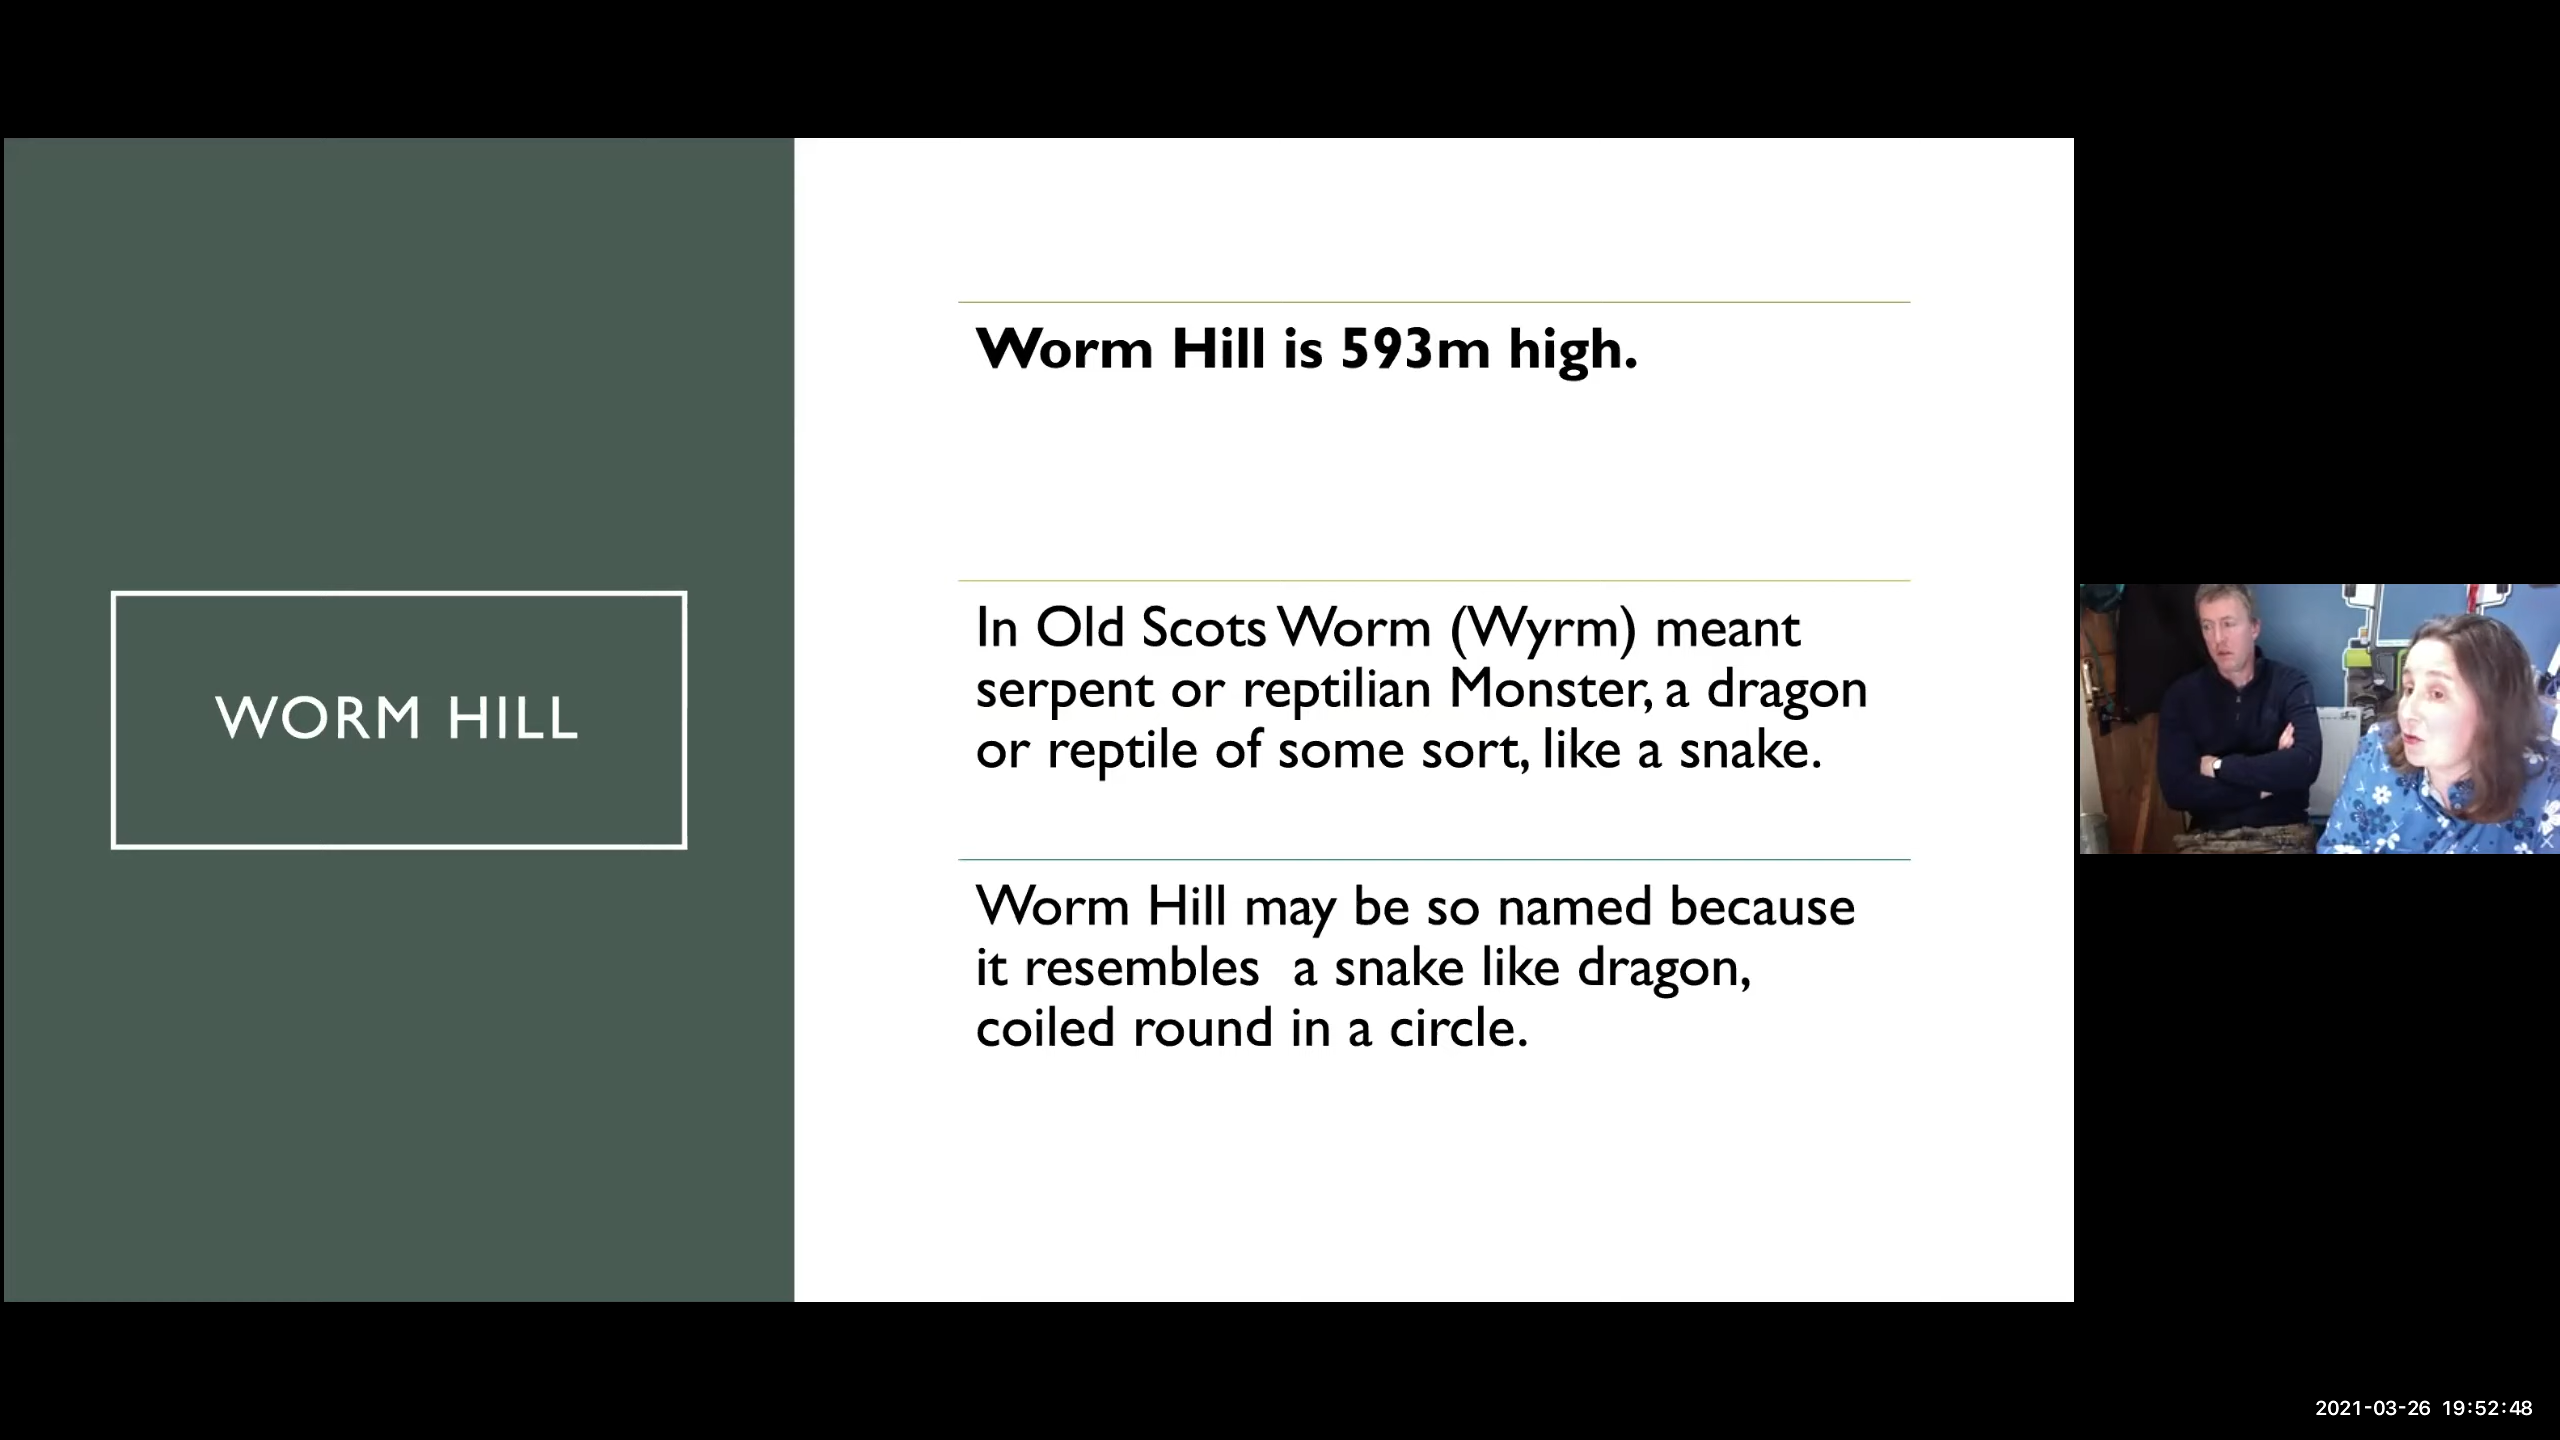 WORM HILL
Worm Hill is 593m high.
In Old Scots Worm (Wyrm) meant
serpent or reptilian Monster, a dragon
or reptile of some sort, like a snake.
Worm Hill may be so named because
it resembles  a snake like dragon,
coiled round in a circle.
2021-03-26 19:52:48